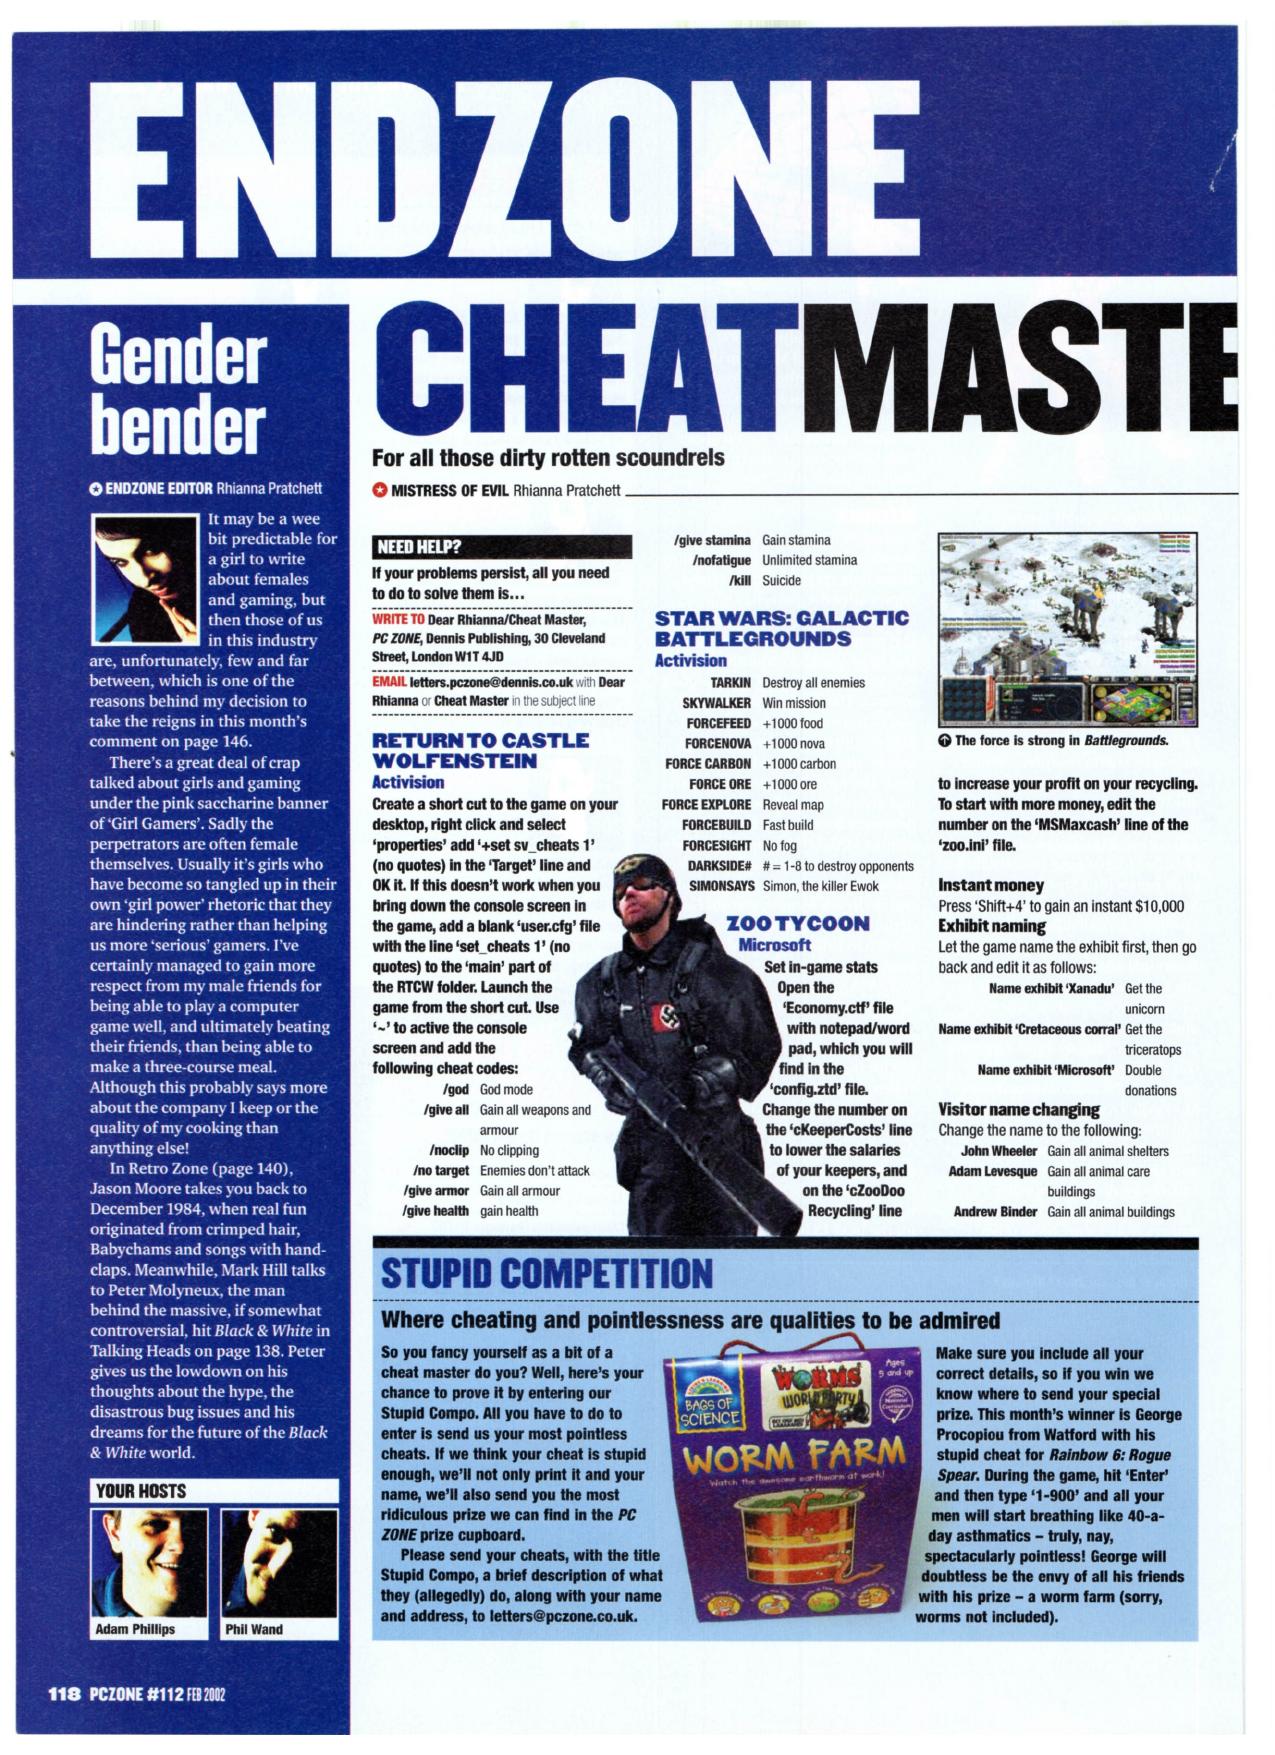 ENDZONE
Gender
bender
ENDZONE EDITOR Rhianna Pratchett
It may be a wee
bit predictable for
a girl to write
about females
and gaming, but
then those of us
in this industry
are, unfortunately, few and far
between, which is one of the
reasons behind my decision to
take the reigns in this month's
comment on page 146.
There's a great deal of crap
talked about girls and gaming
under the pink saccharine banner
of 'Girl Gamers'. Sadly the
perpetrators are often female
themselves. Usually it's girls who
have become so tangled up in their
own 'girl power' rhetoric that they
are hindering rather than helping
us more 'serious' gamers. I've
certainly managed to gain more
respect from my male friends for
being able to play a computer
game well, and ultimately beating
their friends, than being able to
make a three-course meal.
Although this probably says more
about the company I keep or the
quality of my cooking than
anything else!
In Retro Zone (page 140),
Jason Moore takes you back to
December 1984, when real fun
originated from crimped hair,
Babychams and songs with hand-
claps. Meanwhile, Mark Hill talks
to Peter Molyneux, the man
behind the massive, if somewhat
controversial, hit Black & White in
Talking Heads on page 138. Peter
gives us the lowdown on his
thoughts about the hype, the
disastrous bug issues and his
dreams for the future of the Black
& White world.
YOUR HOSTS
Adam Phillips
Phil Wand
118 PCZONE #112 FEB 2002
CHEATMASTE
For all those dirty rotten scoundrels
MISTRESS OF EVIL Rhianna Pratchett
NEED HELP?
If your problems persist, all you need
to do to solve them is...
WRITE TO Dear Rhianna/Cheat Master,
PC ZONE, Dennis Publishing, 30 Cleveland
Street, London W1T 4JD
EMAIL letters.pczone@dennis.co.uk with Dear
Rhianna or Cheat Master in the subject line
RETURN TO CASTLE
WOLFENSTEIN
Activision
Create a short cut to the game on your
desktop, right click and select
'properties' add '+set sv_cheats 1'
(no quotes) in the 'Target' line and
OK it. If this doesn't work when you
bring down the console screen in
the game, add a blank 'user.cfg' file
with the line 'set_cheats 1' (no
quotes) to the 'main' part of
the RTCW folder. Launch the
game from the short cut. Use
'~' to active the console
screen and add the
following cheat codes:
/god God mode
/give all Gain all weapons and
armour
/noclip No clipping
/no target Enemies don't attack
/give armor Gain all armour
/give health gain health
/give stamina Gain stamina
/nofatigue Unlimited stamina
/kill Suicide
STAR WARS: GALACTIC
BATTLEGROUNDS
Activision
TARKIN Destroy all enemies
SKYWALKER Win mission
FORCEFEED +1000 food
FORCENOVA +1000 nova
FORCE CARBON +1000 carbon
FORCE ORE +1000 ore
FORCE EXPLORE Reveal map
FORCEBUILD Fast build
FORCESIGHT No fog
DARKSIDE# # = 1-8 to destroy opponents
SIMONSAYS Simon, the killer Ewok
ZOO TYCOON
Microsoft
Set in-game stats
Open the
'Economy.ctf' file
with notepad/word
pad, which you will
find in the
'config.ztd' file.
Change the number on
the 'cKeeperCosts' line
to lower the salaries
of your keepers, and
on the 'cZooDoo
Recycling' line
The force is strong in Battlegrounds.
to increase your profit on your recycling.
To start with more money, edit the
number on the 'MSMaxcash' line of the
'zoo.ini' file.
Instant money
Press 'Shift+4' to gain an instant $10,000
Exhibit naming
Let the game name the exhibit first, then go
back and edit it as follows:
Name exhibit 'Xanadu' Get the
unicorn
Name exhibit 'Cretaceous corral' Get the
triceratops
Name exhibit 'Microsoft' Double
donations
Visitor name changing
Change the name to the following:
John Wheeler Gain all animal shelters
Adam Levesque Gain all animal care
buildings
Andrew Binder Gain all animal buildings
STUPID COMPETITION
Where cheating and pointlessness are qualities to be admired
So you fancy yourself as a bit of a
cheat master do you? Well, here's your
chance to prove it by entering our
Stupid Compo. All you have to do to
enter is send us your most pointless
cheats. If we think your cheat is stupid
enough, we'll not only print it and your
name, we'll also send you the most
ridiculous prize we can find in the PC
ZONE prize cupboard.
Please send your cheats, with the title
Stupid Compo, a brief description of what
they (allegedly) do, along with your name
and address, to letters@pczone.co.uk.
BAGS OF
SCIENCE
WORMS
WORLD PARTY
Ages
5 and up
WORM FARM
Watch the awesome earthworm at work!
Make sure you include all your
correct details, so if you win we
know where to send your special
prize. This month's winner is George
Procopiou from Watford with his
stupid cheat for Rainbow 6: Rogue
Spear. During the game, hit 'Enter'
and then type '1-900' and all your
men will start breathing like 40-a-
day asthmatics – truly, nay,
spectacularly pointless! George will
doubtless be the envy of all his friends
with his prize – a worm farm (sorry,
worms not included).